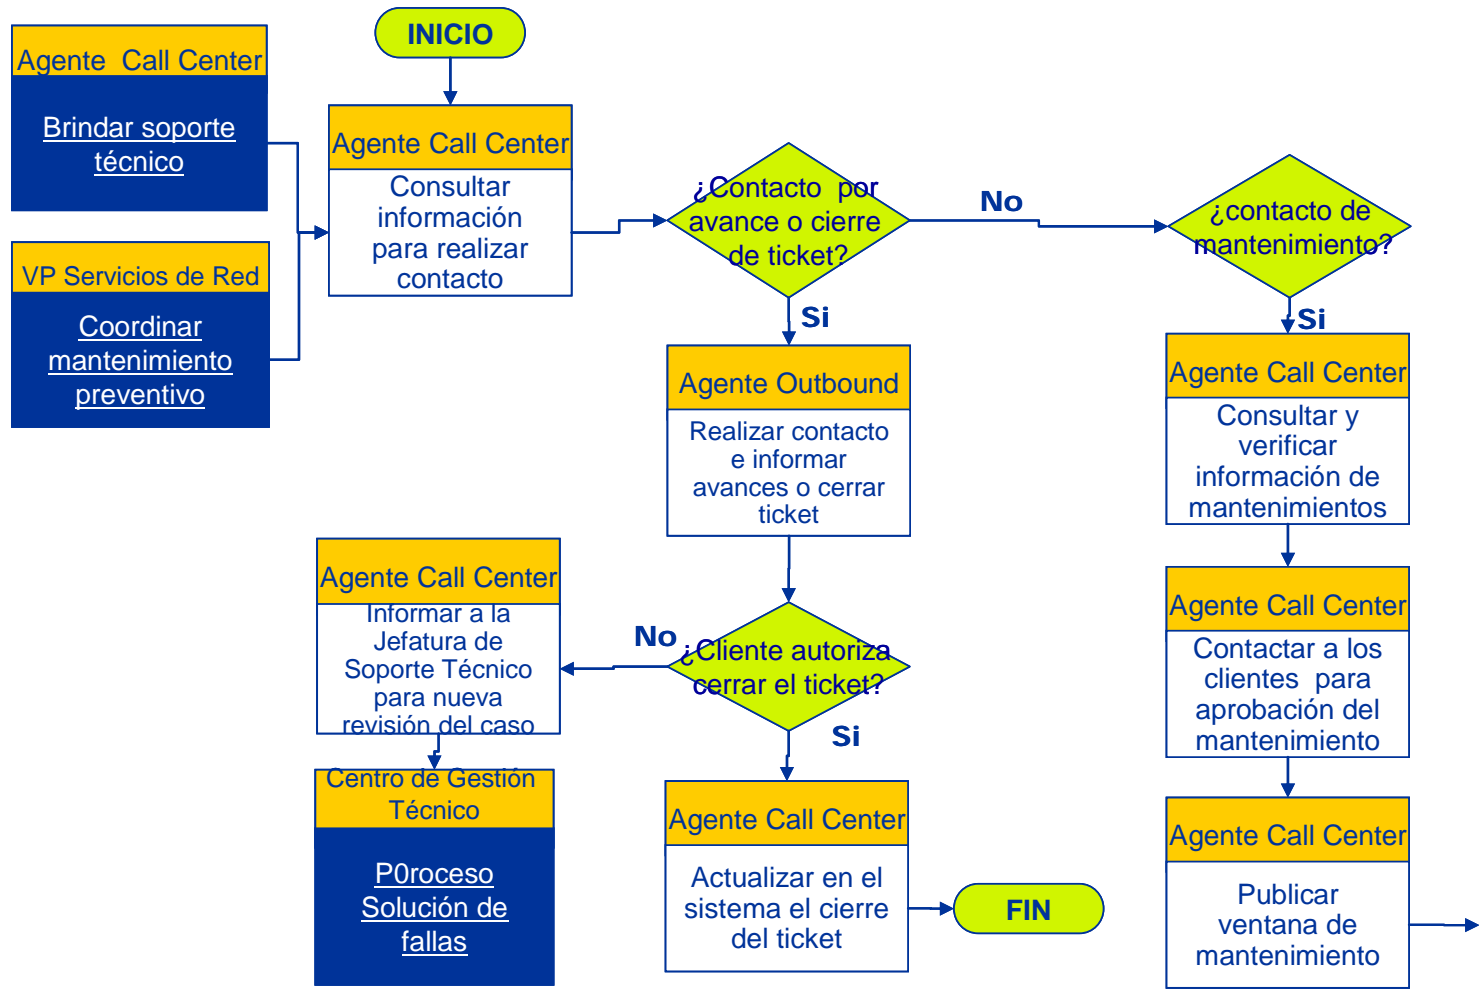 INICIO
Agente Call Center
Brindar soporte
técnico
VP Servicios de Red
Coordinar
mantenimiento
preventivo
Agente Call Center
Consultar
información
para realizar
contacto
¿Contacto por
avance o cierre
de ticket?
No
Si
¿contacto de
mantenimiento?
Si
Agente Outbound
Realizar contacto
e informar
avances o cerrar
ticket
Agente Call Center
Consultar y
verificar
información de
mantenimientos
Agente Call Center
Informar a la
Jefatura de
Soporte Técnico
para nueva
revisión del caso
No
¿Cliente autoriza
cerrar el ticket?
Si
Agente Call Center
Contactar a los
clientes para
aprobación del
mantenimiento
Centro de Gestión
Técnico
P0roceso
Solución de
fallas
Agente Call Center
Actualizar en el
sistema el cierre
del ticket
FIN
Agente Call Center
Publicar
ventana de
mantenimiento